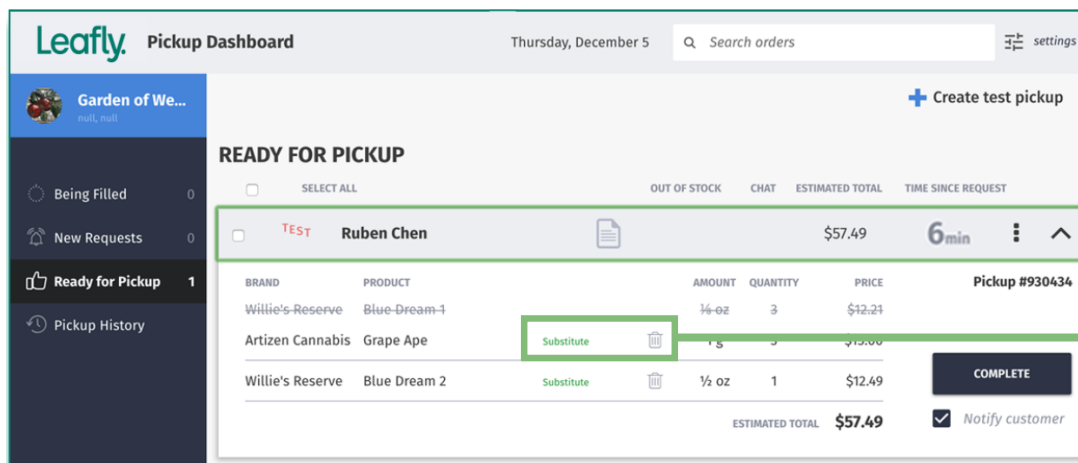 Leafly. Pickup Dashboard Thursday, December 5 Search orders settings
Garden of We...
null, null
Create test pickup
READY FOR PICKUP
SELECT ALL OUT OF STOCK CHAT ESTIMATED TOTAL TIME SINCE REQUEST
Being Filled 0
New Requests 0
Ready for Pickup 1
Pickup History
TEST Ruben Chen $57.49 6min
BRAND PRODUCT AMOUNT QUANTITY PRICE Pickup #930434
Willie's Reserve Blue Dream 1 ⅛ oz 3 $12.21
Artizen Cannabis Grape Ape Substitute
Willie's Reserve Blue Dream 2 Substitute ½ oz 1 $12.49
COMPLETE
ESTIMATED TOTAL $57.49
Notify customer